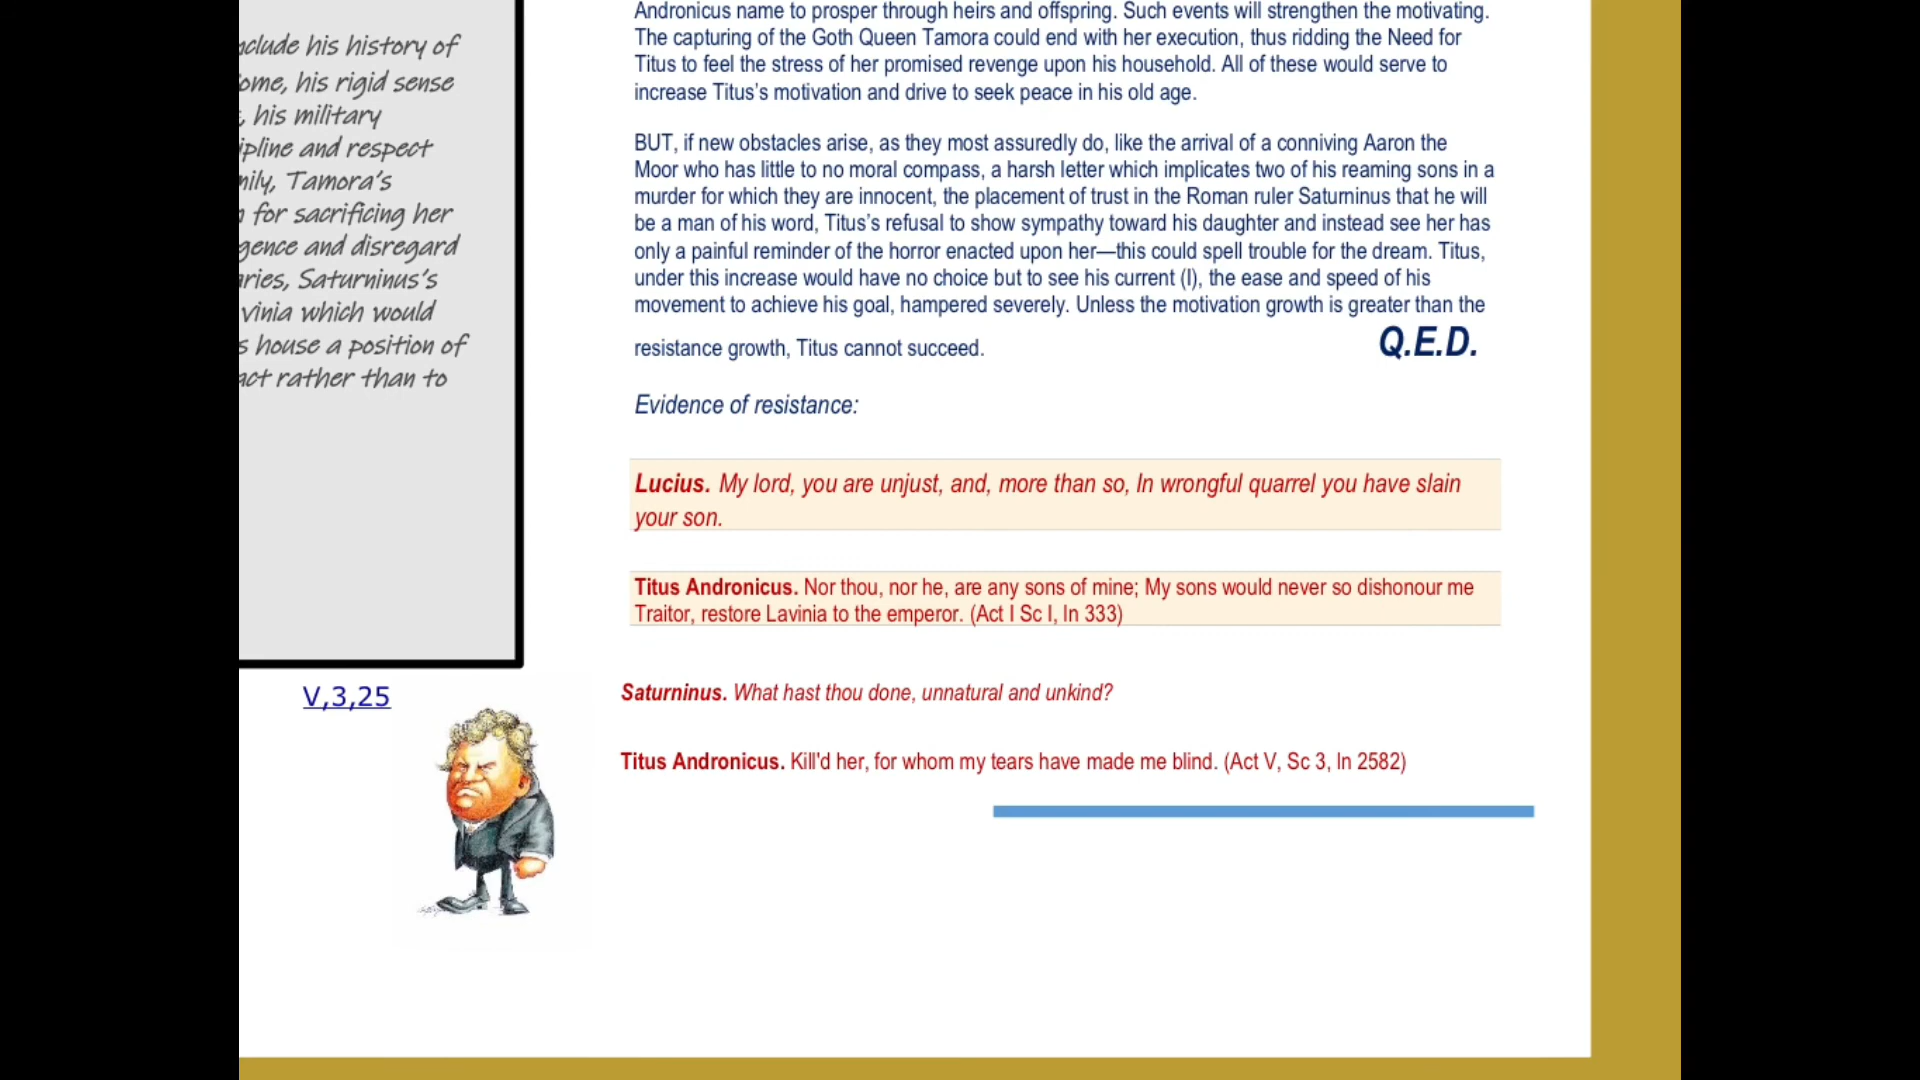 nclude his history of
ome, his rigid sense
, his military
ipline and respect
mily, Tamora's
for sacrificing her
gence and disregard
aries, Saturninus's
vinia which would
s house a position of
act rather than to
V,3,25
Andronicus name to prosper through heirs and offspring. Such events will strengthen the motivating.
The capturing of the Goth Queen Tamora could end with her execution, thus ridding the Need for
Titus to feel the stress of her promised revenge upon his household. All of these would serve to
increase Titus's motivation and drive to seek peace in his old age.
BUT, if new obstacles arise, as they most assuredly do, like the arrival of a conniving Aaron the
Moor who has little to no moral compass, a harsh letter which implicates two of his reaming sons in a
murder for which they are innocent, the placement of trust in the Roman ruler Saturninus that he will
be a man of his word, Titus's refusal to show sympathy toward his daughter and instead see her has
only a painful reminder of the horror enacted upon her—this could spell trouble for the dream. Titus,
under this increase would have no choice but to see his current (I), the ease and speed of his
movement to achieve his goal, hampered severely. Unless the motivation growth is greater than the
resistance growth, Titus cannot succeed. Q.E.D.
Evidence of resistance:
Lucius. My lord, you are unjust, and, more than so, In wrongful quarrel you have slain
your son.
Titus Andronicus. Nor thou, nor he, are any sons of mine; My sons would never so dishonour me
Traitor, restore Lavinia to the emperor. (Act I Sc I, ln 333)
Saturninus. What hast thou done, unnatural and unkind?
Titus Andronicus. Kill'd her, for whom my tears have made me blind. (Act V, Sc 3, ln 2582)